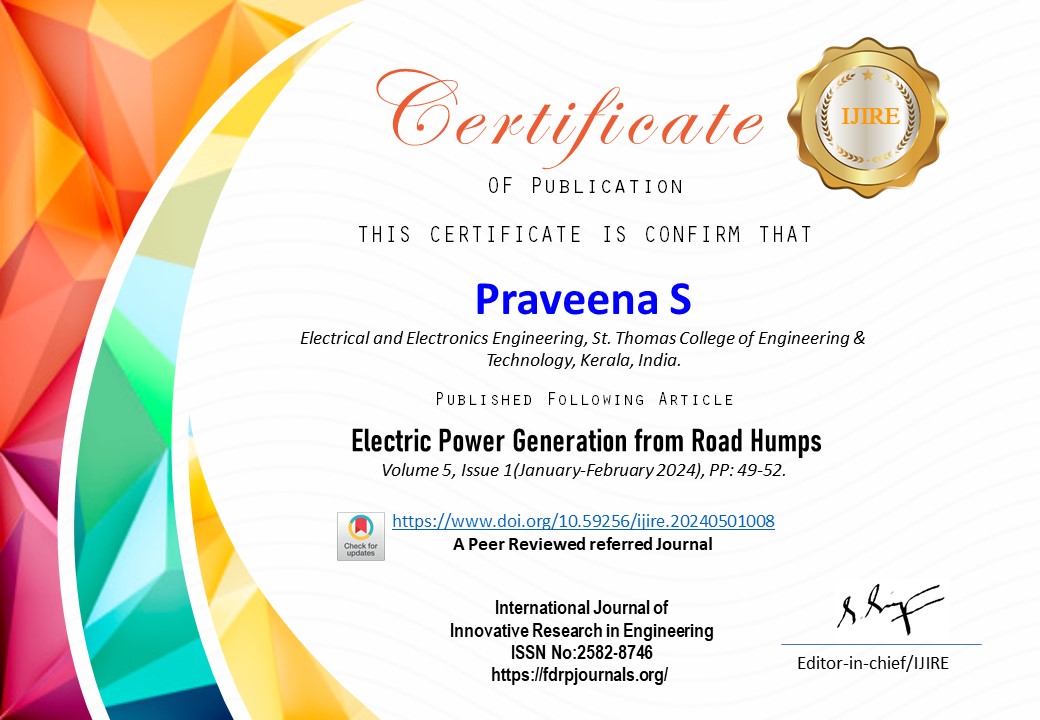 Certificate
IJIRE
OF PUBLICATION
THIS CERTIFICATE IS CONFIRM THAT
Praveena S
Electrical and Electronics Engineering, St. Thomas College of Engineering &
Technology, Kerala, India.
PUBLISHED FOLLOWING ARTICLE
Electric Power Generation from Road Humps
Volume 5, Issue 1(January-February 2024), PP: 49-52.
https://www.doi.org/10.59256/ijire.20240501008
Check for
updates
A Peer Reviewed referred Journal
International Journal of
Innovative Research in Engineering
ISSN No:2582-8746
https://fdrpjournals.org/
Editor-in-chief/IJIRE